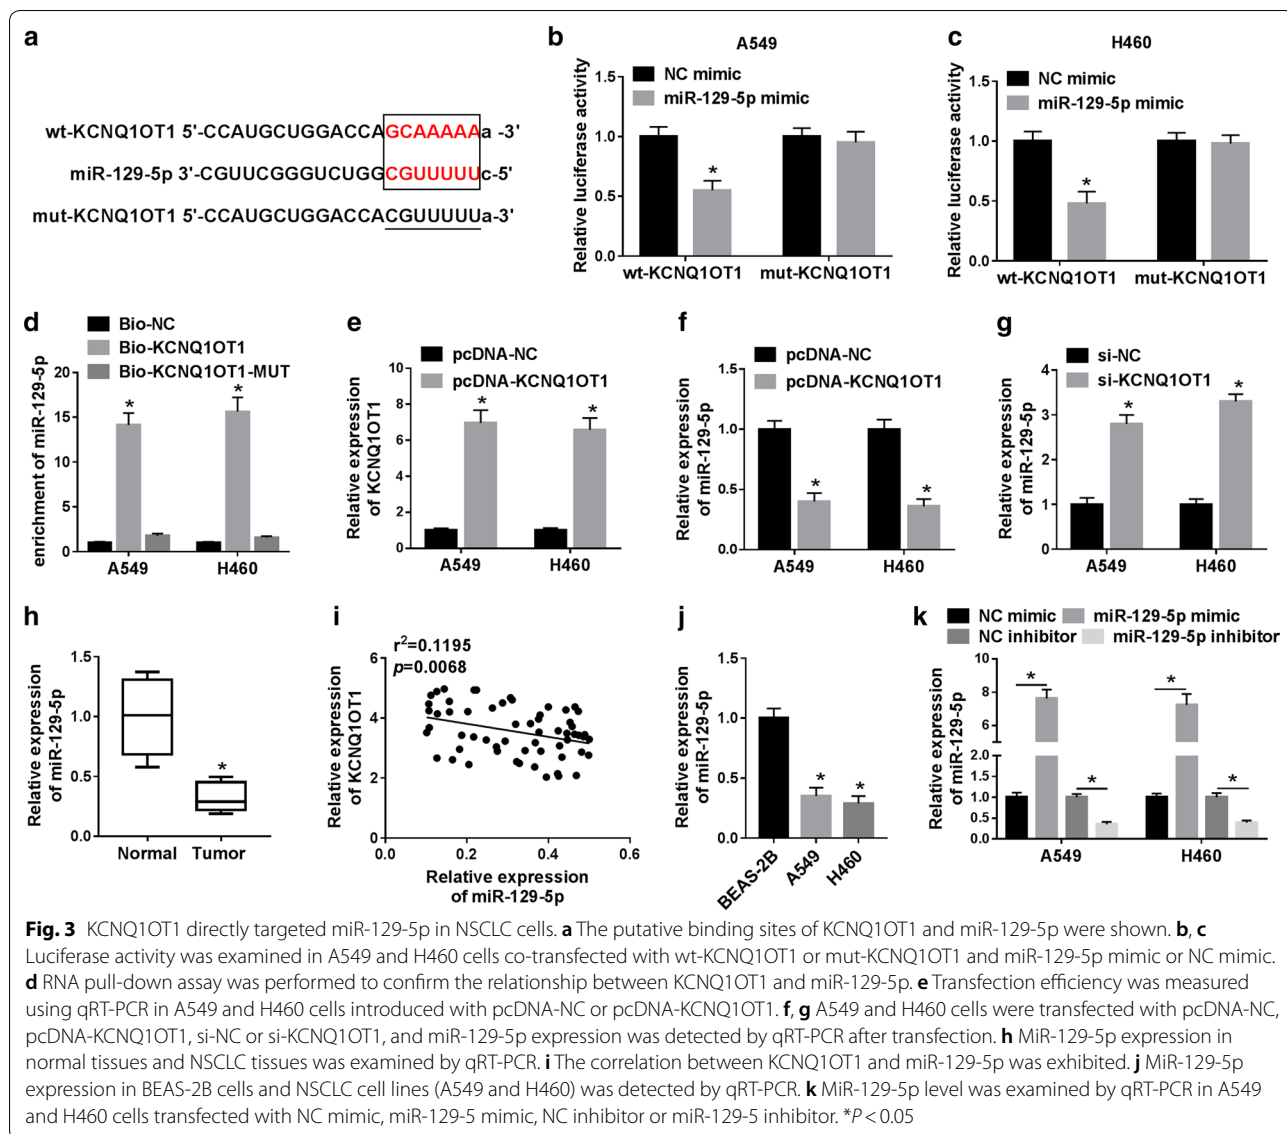 a
wt-KCNQ1OT1 5'-CCAUGCUGGACCAGCAAAAAa -3'
miR-129-5p 3'-CGUUCGGGUCUGGCGUUUUUc-5'
mut-KCNQ1OT1 5'-CCAUGCUGGACCACGUUUUUa-3'
b
A549
NC mimic
miR-129-5p mimic
Relative luciferase activity
1.5
1.0
0.5
0.0
*
wt-KCNQ1OT1 mut-KCNQ1OT1
c
H460
NC mimic
miR-129-5p mimic
Relative luciferase activity
1.5
1.0
0.5
0.0
*
wt-KCNQ1OT1 mut-KCNQ1OT1
d
Bio-NC
Bio-KCNQ1OT1
Bio-KCNQ1OT1-MUT
enrichment of miR-129-5p
20
15
10
5
0
* *
A549 H460
e
pcDNA-NC
pcDNA-KCNQ1OT1
Relative expression
of KCNQ1OT1
10
8
6
4
2
0
* *
A549 H460
f
pcDNA-NC
pcDNA-KCNQ1OT1
Relative expression
of miR-129-5p
1.5
1.0
0.5
0.0
* *
A549 H460
g
si-NC
si-KCNQ1OT1
Relative expression
of miR-129-5p
4
3
2
1
0
* *
A549 H460
h
Relative expression
of miR-129-5p
1.5
1.0
0.5
0.0
*
Normal Tumor
i
r²=0.1195
p=0.0068
Relative expression
of KCNQ1OT1
6
4
2
0
0.0 0.2 0.4 0.6
Relative expression
of miR-129-5p
j
Relative expression
of miR-129-5p
1.5
1.0
0.5
0.0
* *
BEAS-2B A549 H460
k
NC mimic miR-129-5p mimic
NC inhibitor miR-129-5p inhibitor
Relative expression
of miR-129-5p
10
8
6
2.0
1.5
1.0
0.5
0.0
* * * *
A549 H460
Fig. 3 KCNQ1OT1 directly targeted miR-129-5p in NSCLC cells. a The putative binding sites of KCNQ1OT1 and miR-129-5p were shown. b, c
Luciferase activity was examined in A549 and H460 cells co-transfected with wt-KCNQ1OT1 or mut-KCNQ1OT1 and miR-129-5p mimic or NC mimic.
d RNA pull-down assay was performed to confirm the relationship between KCNQ1OT1 and miR-129-5p. e Transfection efficiency was measured
using qRT-PCR in A549 and H460 cells introduced with pcDNA-NC or pcDNA-KCNQ1OT1. f, g A549 and H460 cells were transfected with pcDNA-NC,
pcDNA-KCNQ1OT1, si-NC or si-KCNQ1OT1, and miR-129-5p expression was detected by qRT-PCR after transfection. h MiR-129-5p expression in
normal tissues and NSCLC tissues was examined by qRT-PCR. i The correlation between KCNQ1OT1 and miR-129-5p was exhibited. j MiR-129-5p
expression in BEAS-2B cells and NSCLC cell lines (A549 and H460) was detected by qRT-PCR. k MiR-129-5p level was examined by qRT-PCR in A549
and H460 cells transfected with NC mimic, miR-129-5 mimic, NC inhibitor or miR-129-5 inhibitor. *P < 0.05